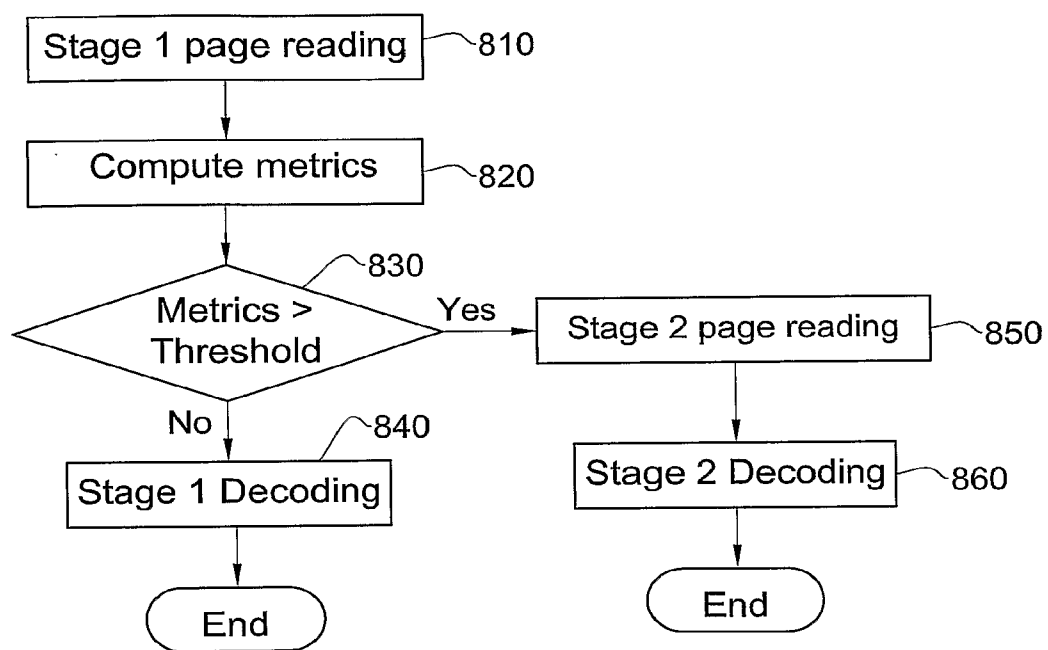 Stage 1 page reading
810
Compute metrics
820
830
Metrics >
Threshold
Yes
Stage 2 page reading
850
No
840
Stage 1 Decoding
Stage 2 Decoding
860
End
End